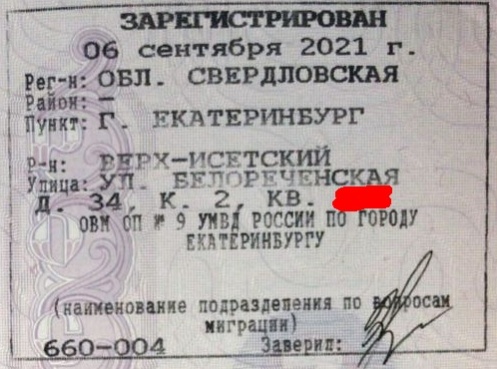 ЗАРЕГИСТРИРОВАН
06 сентября 2021 г.
Рег-н: ОБЛ. СВЕРДЛОВСКАЯ
Район: —
Пункт: Г. ЕКАТЕРИНБУРГ
Р-н: ВЕРХ-ИСЕТСКИЙ
Улица: УЛ. БЕЛОРЕЧЕНСКАЯ
Д. 34, К. 2, КВ.
ОВМ ОП № 9 УМВД РОССИИ ПО ГОРОДУ
ЕКАТЕРИНБУРГУ
(наименование подразделения по вопросам
миграции)
660-004 Заверил: